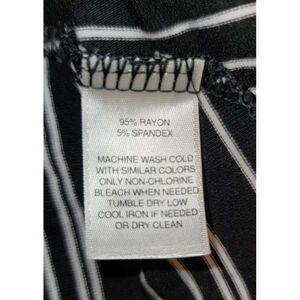 95% RAYON
5% SPANDEX
MACHINE WASH COLD
WITH SIMILAR COLORS
ONLY NON-CHLORINE
BLEACH WHEN NEEDED
TUMBLE DRY LOW
COOL IRON IF NEEDED
OR DRY CLEAN